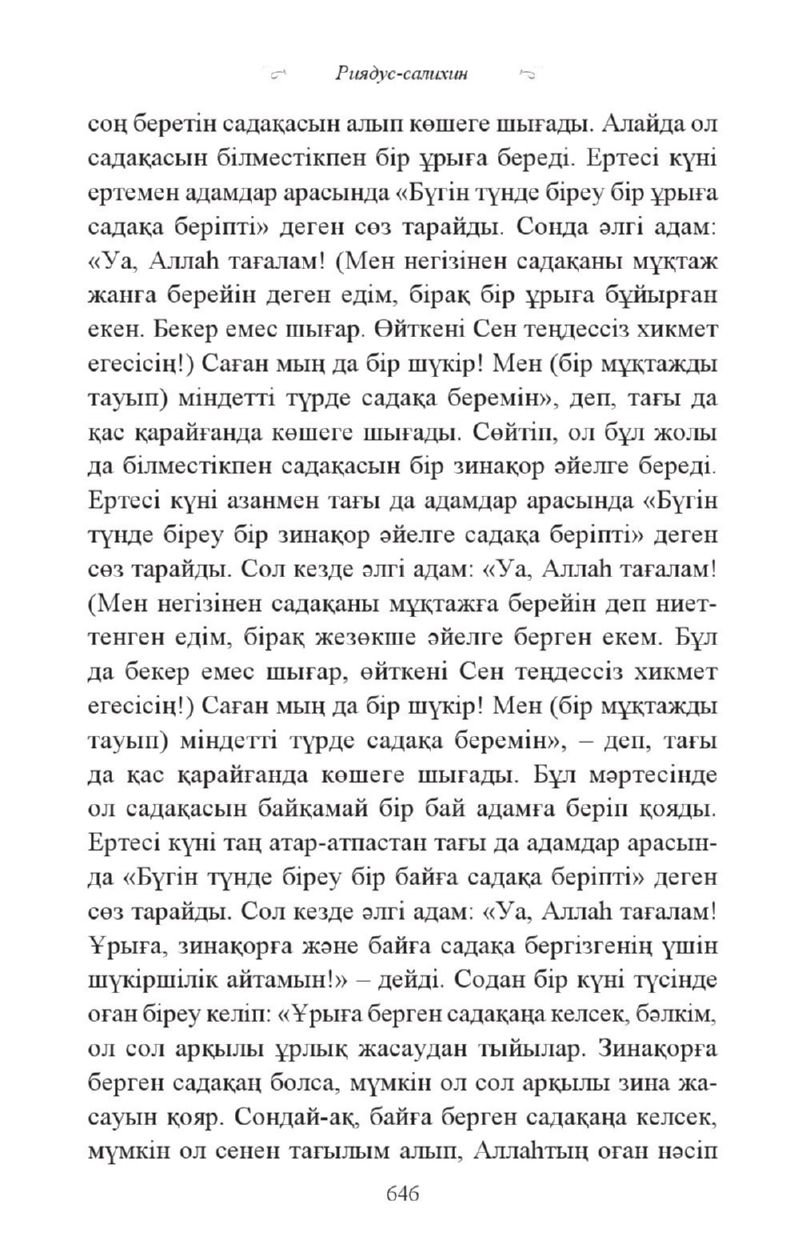 Риядус-салихин
соң беретін садақасын алып көшеге шығады. Алайда ол
садақасын білместікпен бір ұрыға береді. Ертесі күні
ертемен адамдар арасында «Бүгін түнде біреу бір ұрыға
садақа беріпті» деген сөз тарайды. Сонда әлгі адам:
«Уа, Аллаһ тағалам! (Мен негізінен садақаны мұқтаж
жанға берейін деген едім, бірақ бір ұрыға бұйырған
екен. Бекер емес шығар. Өйткені Сен теңдессіз хикмет
егесісің!) Саған мың да бір шүкір! Мен (бір мұқтажды
тауып) міндетті түрде садақа беремін», деп, тағы да
қас қарайғанда көшеге шығады. Сөйтіп, ол бұл жолы
да білместікпен садақасын бір зинақор әйелге береді.
Ертесі күні азанмен тағы да адамдар арасында «Бүгін
түнде біреу бір зинақор әйелге садақа беріпті» деген
сөз тарайды. Сол кезде әлгі адам: «Уа, Аллаһ тағалам!
(Мен негізінен садақаны мұқтажға берейін деп ниет-
тенген едім, бірақ жезөкше әйелге берген екем. Бұл
да бекер емес шығар, өйткені Сен теңдессіз хикмет
егесісің!) Саған мың да бір шүкір! Мен (бір мұқтажды
тауып) міндетті түрде садақа беремін», – деп, тағы
да қас қарайғанда көшеге шығады. Бұл мәртесінде
ол садақасын байқамай бір бай адамға беріп қояды.
Ертесі күні таң атар-атпастан тағы да адамдар арасын-
да «Бүгін түнде біреу бір байға садақа беріпті» деген
сөз тарайды. Сол кезде әлгі адам: «Уа, Аллаһ тағалам!
Ұрыға, зинақорға және байға садақа бергізгенің үшін
шүкіршілік айтамын!» – дейді. Содан бір күні түсінде
оған біреу келіп: «Ұрыға берген садақаңа келсек, бәлкім,
ол сол арқылы ұрлық жасаудан тыйылар. Зинақорға
берген садақаң болса, мүмкін ол сол арқылы зина жа-
сауын қояр. Сондай-ақ, байға берген садақаңа келсек,
мүмкін ол сенен тағылым алып, Аллаһтың оған нәсіп
646